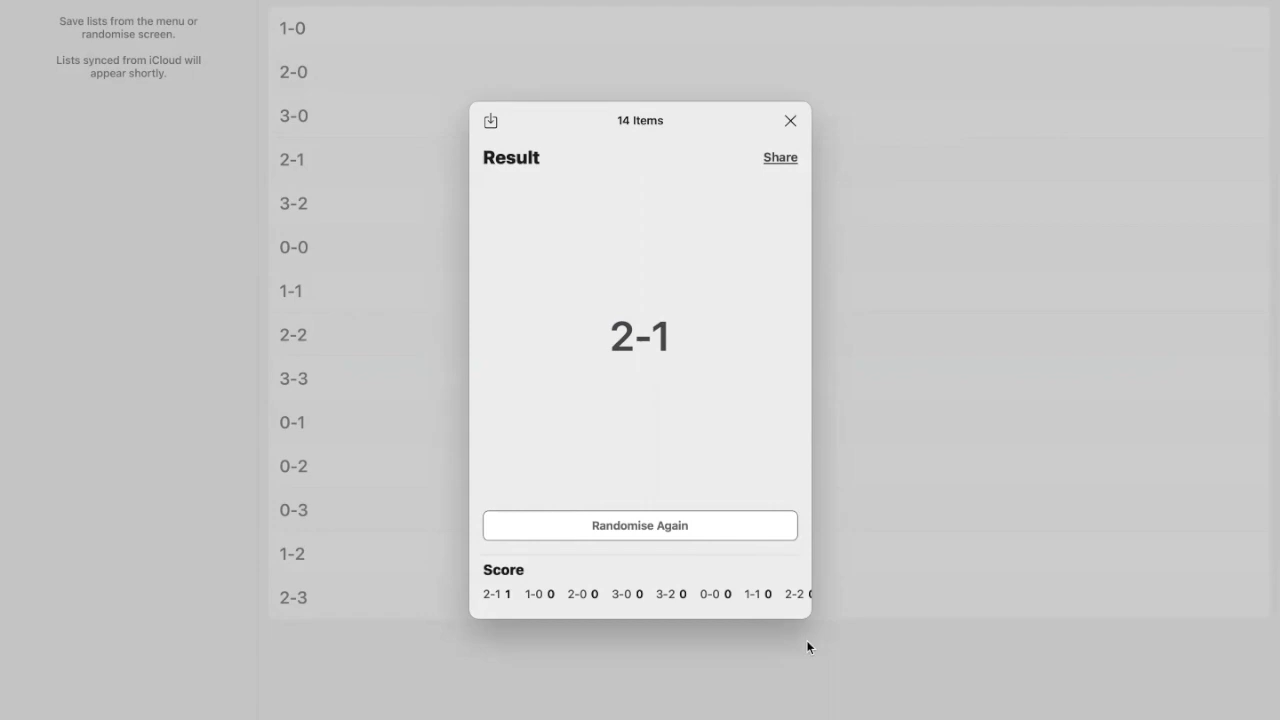 Save lists from the menu or
randomise screen.
Lists synced from iCloud will
appear shortly.
1-0
2-0
3-0
2-1
3-2
0-0
1-1
2-2
3-3
0-1
0-2
0-3
1-2
2-3
14 Items
Result
Share
2-1
Randomise Again
Score
2-1 1 1-0 0 2-0 0 3-0 0 3-2 0 0-0 0 1-1 0 2-2